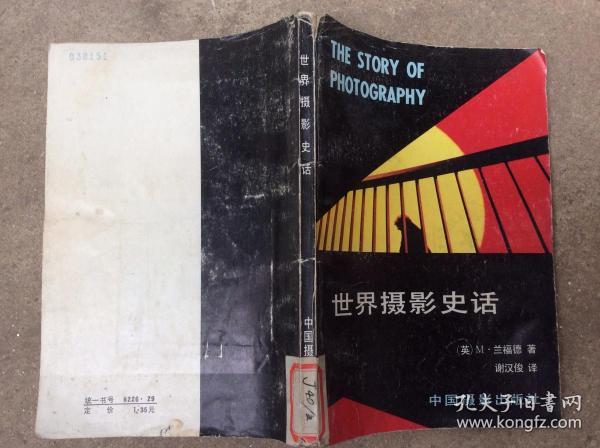 030151
统一书号 8226·29
定 价 1.35元
世界摄影史话
中国摄
THE STORY OF
PHOTOGRAPHY
世界摄影史话
(英)M·兰福德 著
谢汉俊 译
中国摄影出版社
孔夫子旧书网
www.kongfz.com